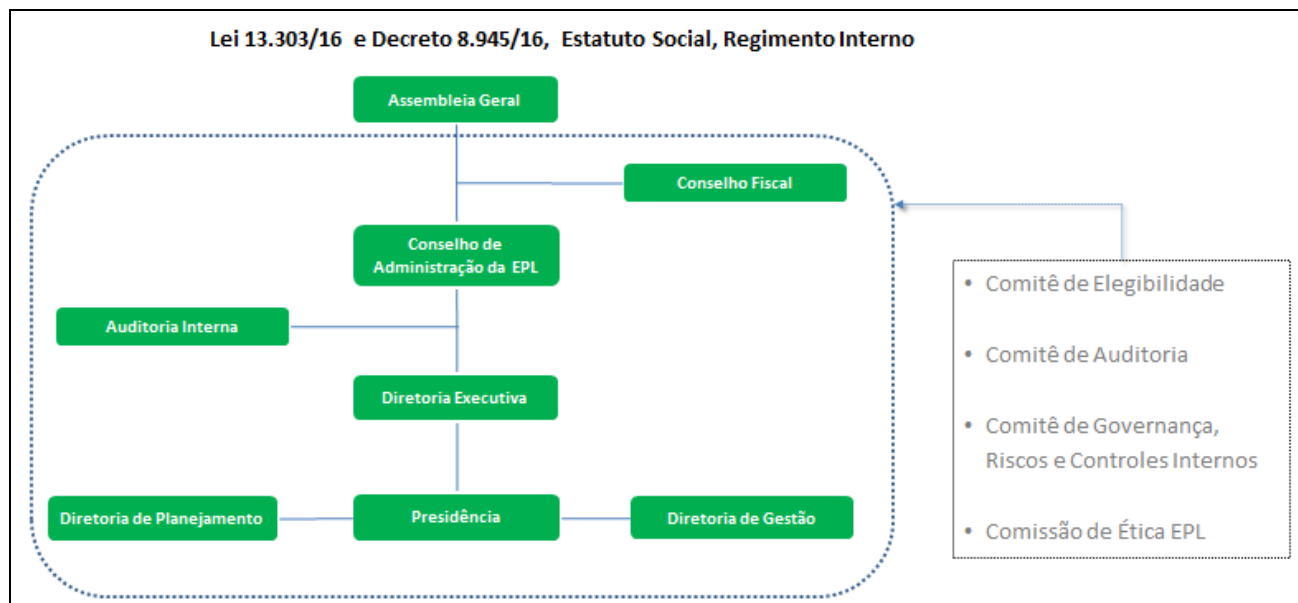 Lei 13.303/16 e Decreto 8.945/16, Estatuto Social, Regimento Interno
Assembleia Geral
Conselho Fiscal
Conselho de
Administração da EPL
Auditoria Interna
Diretoria Executiva
Diretoria de Planejamento
Presidência
Diretoria de Gestão
• Comitê de Elegibilidade
• Comitê de Auditoria
• Comitê de Governança,
Riscos e Controles Internos
• Comissão de Ética EPL